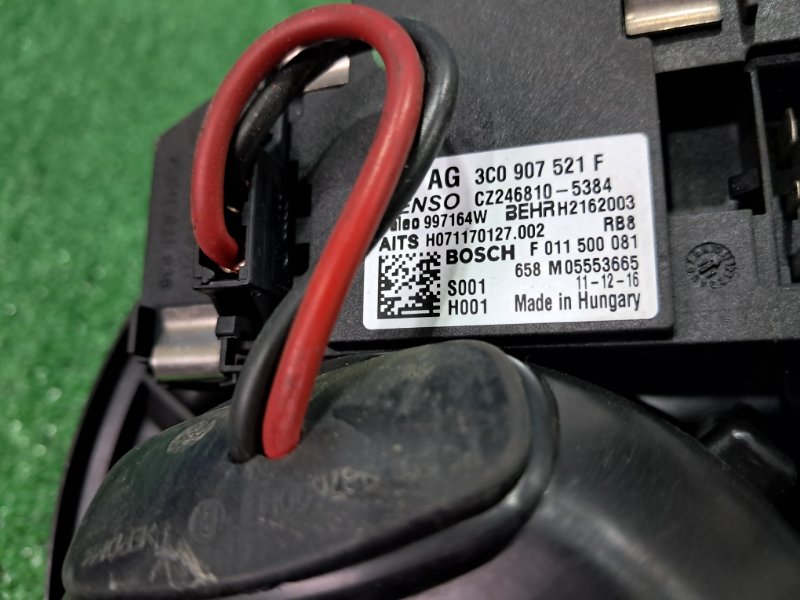 AG 3C0 907 521 F
ENSO CZ246810-5384
aleo 997164W BEHR H2162003
AITS H071170127.002 RB8
BOSCH F 011 500 081
658 M05553665
S001 11-12-16
H001 Made in Hungary